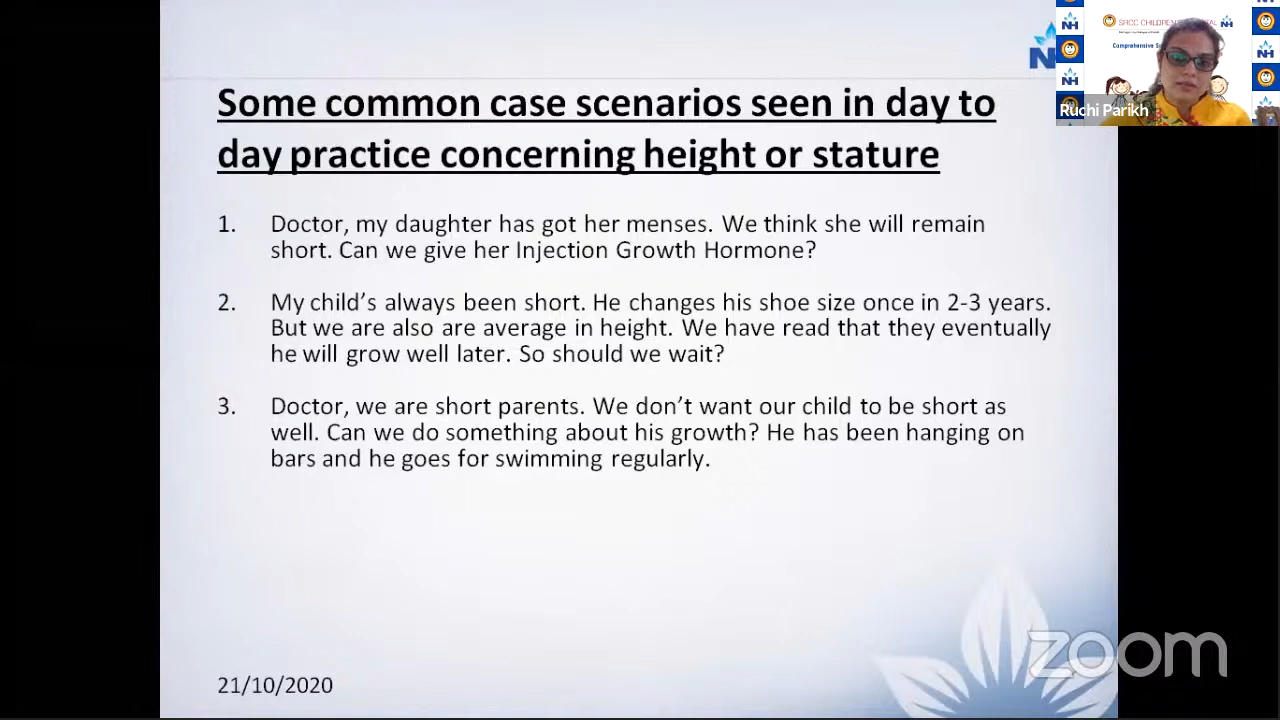 NH
SRCC CHILDREN'S
NH
Ruchi Parikh
Some common case scenarios seen in day to
day practice concerning height or stature
1. Doctor, my daughter has got her menses. We think she will remain
short. Can we give her Injection Growth Hormone?
2. My child's always been short. He changes his shoe size once in 2-3 years.
But we are also are average in height. We have read that they eventually
he will grow well later. So should we wait?
3. Doctor, we are short parents. We don't want our child to be short as
well. Can we do something about his growth? He has been hanging on
bars and he goes for swimming regularly.
21/10/2020
zoom